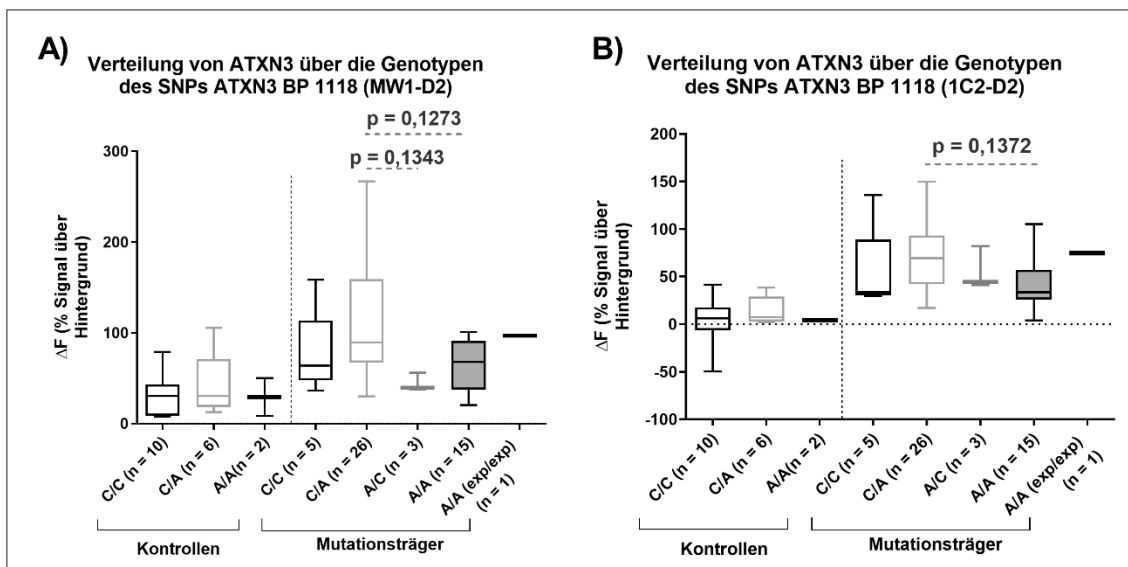 A)
Verteilung von ATXN3 über die Genotypen
des SNPs ATXN3 BP 1118 (MW1-D2)
p = 0,1273
p = 0,1343
ΔF (% Signal über
Hintergrund)
300
200
100
0
C/C (n = 10)
C/A (n = 6)
A/A (n = 2)
C/C (n = 5)
C/A (n = 26)
A/C (n = 3)
A/A (n = 15)
A/A (exp/exp)
(n = 1)
Kontrollen
Mutationsträger
B)
Verteilung von ATXN3 über die Genotypen
des SNPs ATXN3 BP 1118 (1C2-D2)
p = 0,1372
ΔF (% Signal über
Hintergrund)
200
150
100
50
0
-50
-100
C/C (n = 10)
C/A (n = 6)
A/A(n = 2)
C/C (n = 5)
C/A (n = 26)
A/C (n = 3)
A/A (n = 15)
A/A (exp/exp)
(n = 1)
Kontrollen
Mutationsträger